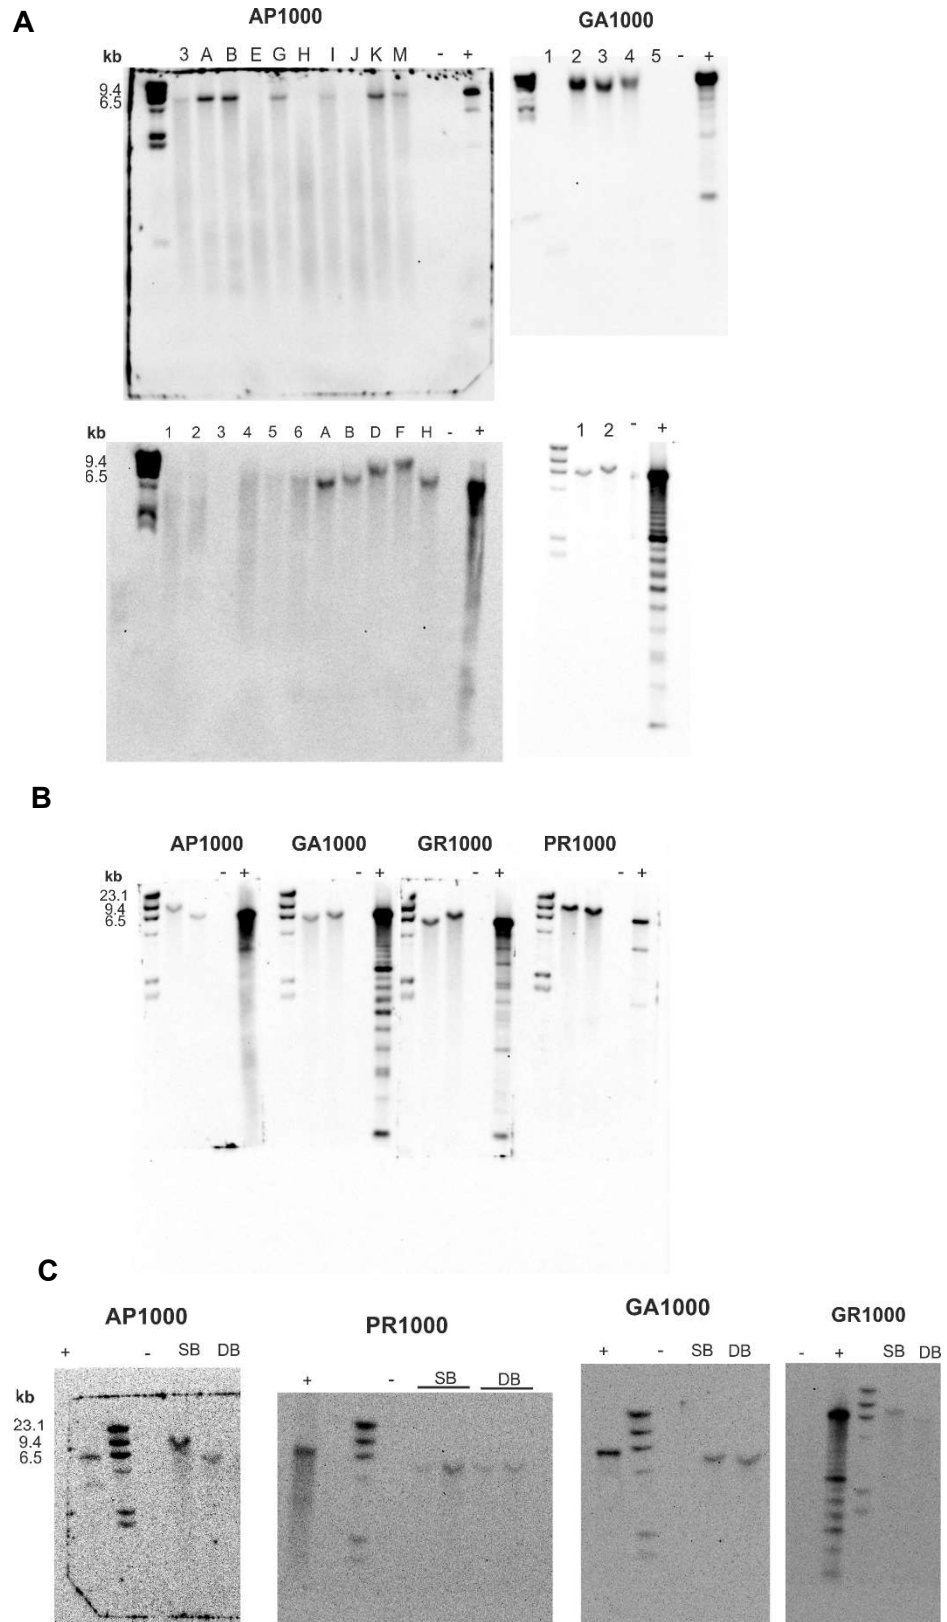 A
AP1000
GA1000
kb 3 A B E G H I J K M - +
1 2 3 4 5 - +
9.4
6.5
kb 1 2 3 4 5 6 A B D F H - +
1 2 - +
9.4
6.5
B
AP1000 GA1000 GR1000 PR1000
kb - + - + - + - +
23.1
9.4
6.5
C
AP1000
PR1000
GA1000
GR1000
+ - SB DB
+ - SB DB
+ - SB DB
- + SB DB
kb
23.1
9.4
6.5